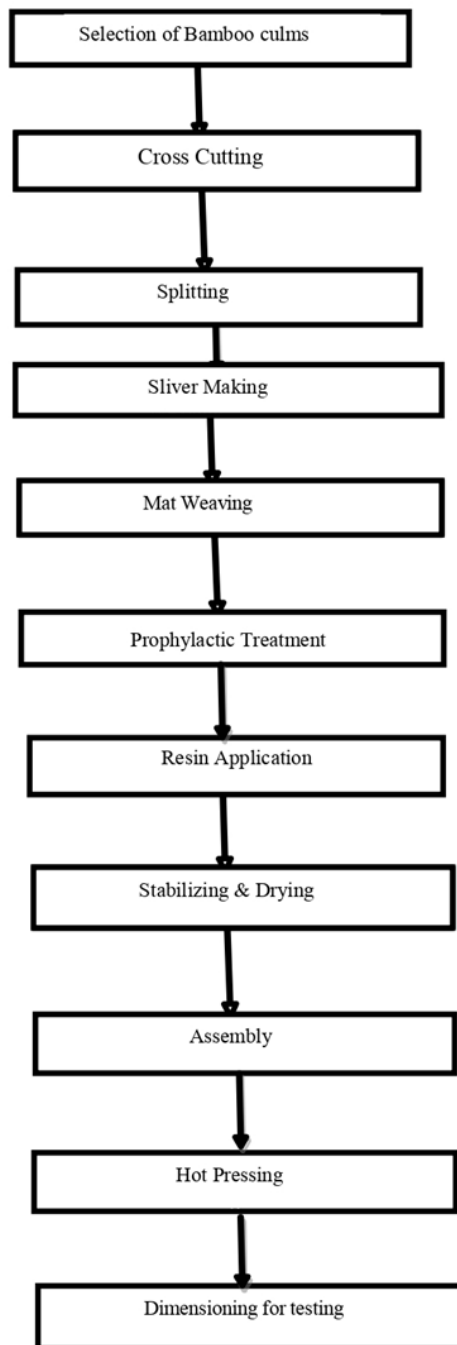 Selection of Bamboo culms
Cross Cutting
Splitting
Sliver Making
Mat Weaving
Prophylactic Treatment
Resin Application
Stabilizing & Drying
Assembly
Hot Pressing
Dimensioning for testing